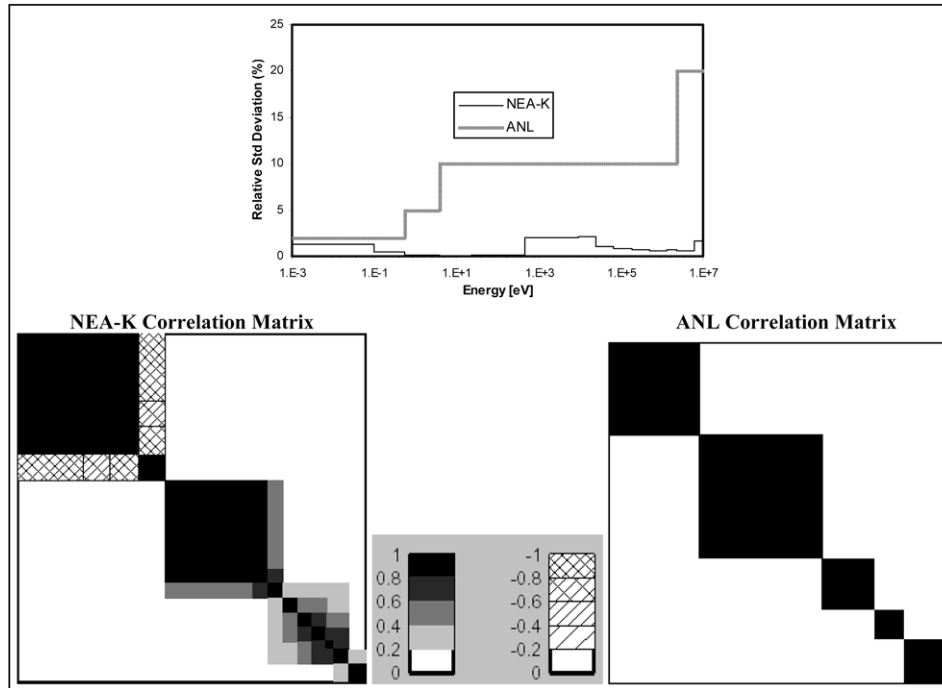 25
20
15
10
5
0
Relative Std Deviation (%)
NEA-K
ANL
1.E-3 1.E-1 1.E+1 1.E+3 1.E+5 1.E+7
Energy [eV]
NEA-K Correlation Matrix
ANL Correlation Matrix
1 -1
0.8 -0.8
0.6 -0.6
0.4 -0.4
0.2 -0.2
0 0